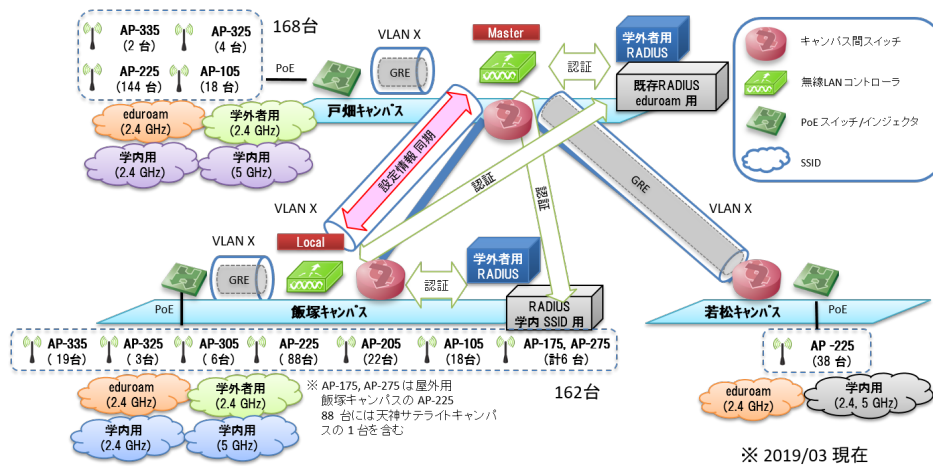 168台
AP-335
(2 台)
AP-325
(4 台)
AP-225
(144 台)
AP-105
(18 台)
PoE
VLAN X
GRE
Master
認証
学外者用
RADIUS
既存RADIUS
eduroam 用
戸畑キャンパス
キャンパス間スイッチ
無線LANコントローラ
PoE スイッチ/インジェクタ
SSID
eduroam
(2.4 GHz)
学外者用
(2.4 GHz)
学内用
(2.4 GHz)
学内用
(5 GHz)
設定情報 同期
VLAN X
認証
認証
GRE
VLAN X
VLAN X
GRE
Local
認証
学外者用
RADIUS
RADIUS
学内 SSID 用
PoE
飯塚キャンパス
AP-335
( 19台)
AP-325
( 3台)
AP-305
( 6台)
AP-225
( 88台)
AP-205
(22台)
AP-105
(18台)
AP-175, AP-275
(計6 台)
162台
eduroam
(2.4 GHz)
学外者用
(2.4 GHz)
学内用
(2.4 GHz)
学内用
(5 GHz)
※ AP-175, AP-275 は屋外用
飯塚キャンパスの AP-225
88 台には天神サテライトキャンパ
スの 1 台を含む
若松キャンパス
PoE
AP -225
(38 台)
eduroam
(2.4 GHz)
学内用
(2.4, 5 GHz)
※ 2019/03 現在